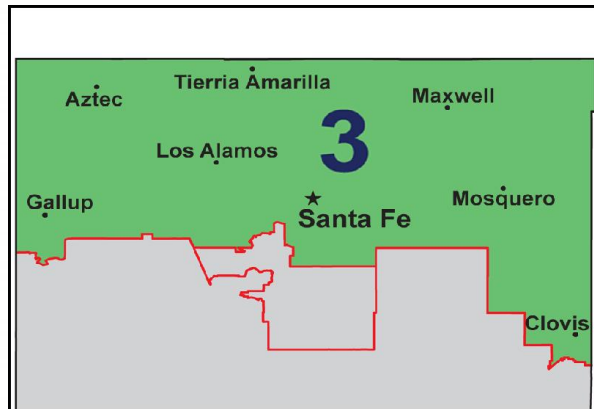 Tierria Amarilla
Aztec
Maxwell
3
Los Alamos
Gallup
Santa Fe
Mosquero
Clovis